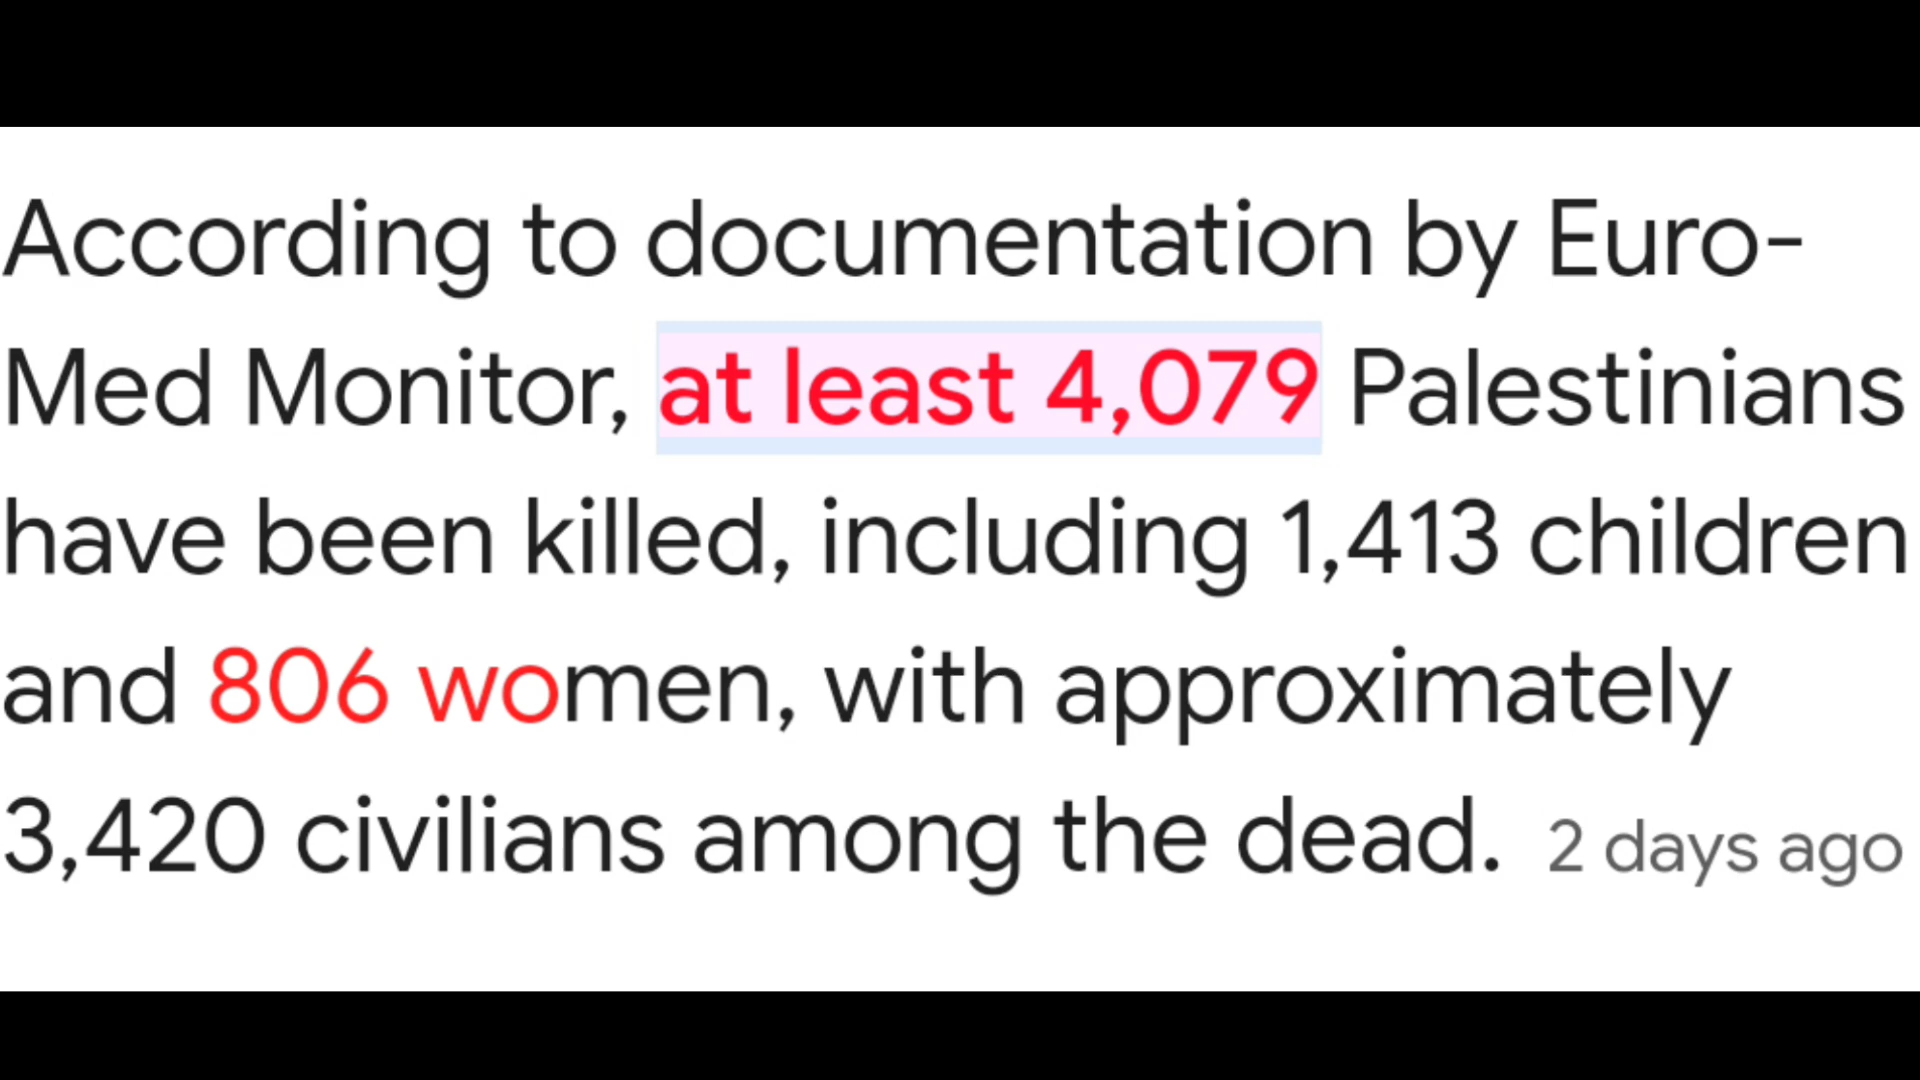 According to documentation by Euro-
Med Monitor, at least 4,079 Palestinians
have been killed, including 1,413 children
and 806 women, with approximately
3,420 civilians among the dead. 2 days ago